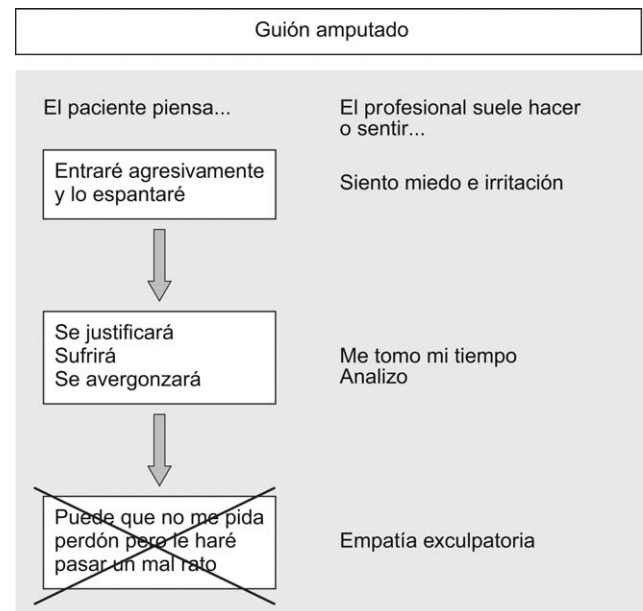 Guión amputado
El paciente piensa...
El profesional suele hacer
o sentir...
Entraré agresivamente
y lo espantaré
Siento miedo e irritación
Se justificará
Sufrirá
Se avergonzará
Me tomo mi tiempo
Analizo
Puede que no me pida
perdón pero le haré
pasar un mal rato
Empatía exculpatoria